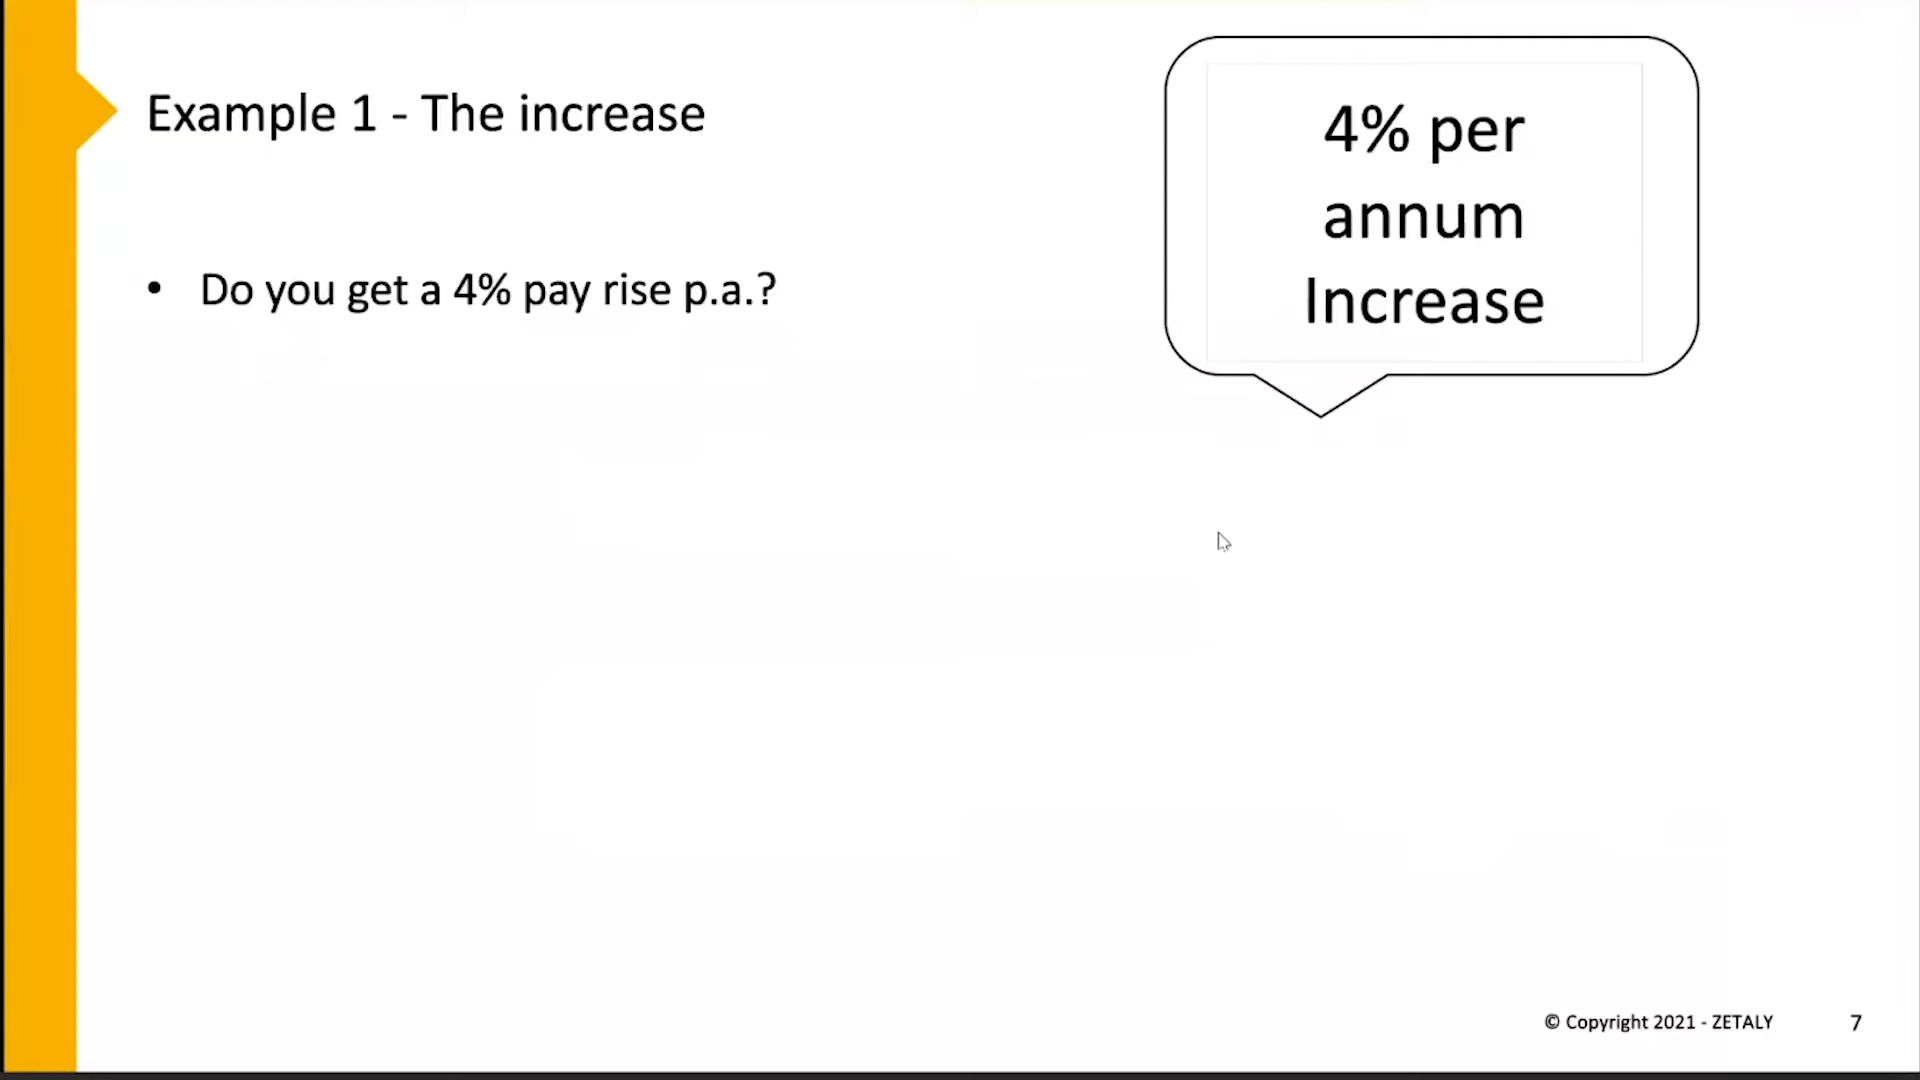 Example 1 - The increase
4% per
annum
Increase
• Do you get a 4% pay rise p.a.?
© Copyright 2021 - ZETALY
7